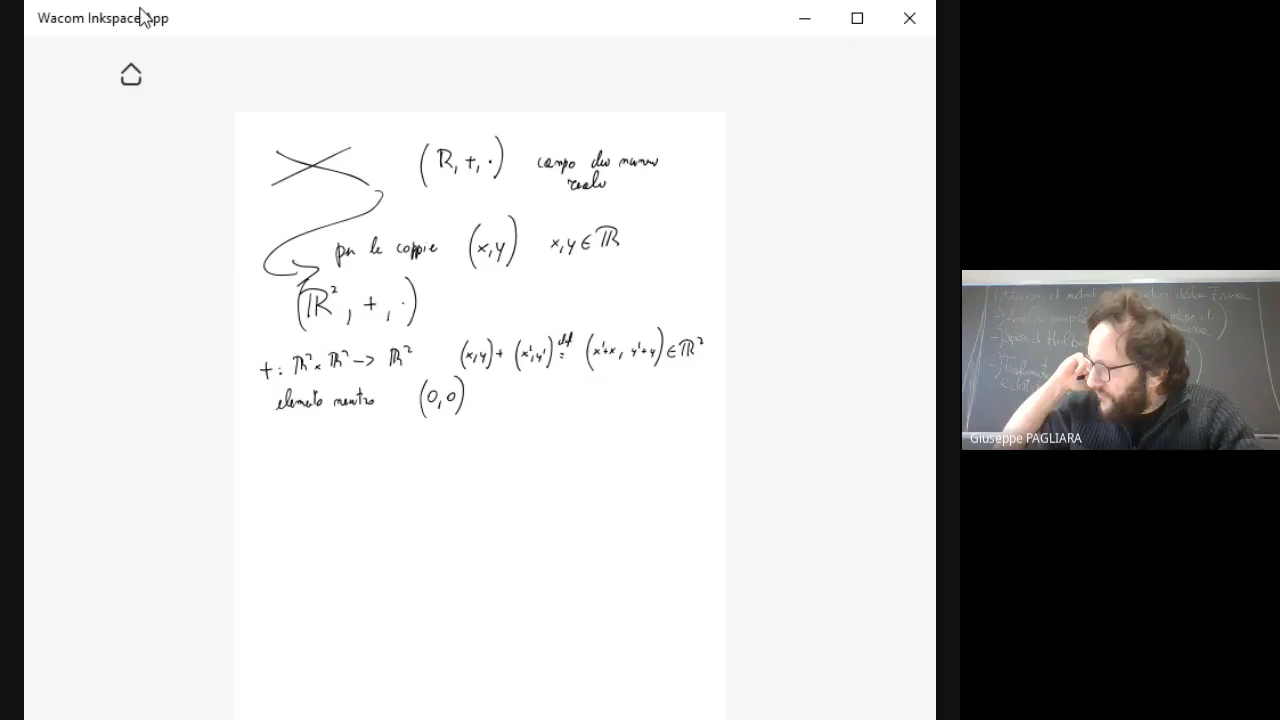 Wacom Inkspace App
(ℝ, +, ·) campo dei numeri
reali
per le coppie (x,y) x,y ∈ ℝ
(ℝ², +, ·)
+: ℝ² × ℝ² -> ℝ² (x,y) + (x',y') def = (x'+x, y'+y) ∈ ℝ²
elemento neutro (0,0)
Giuseppe PAGLIARA